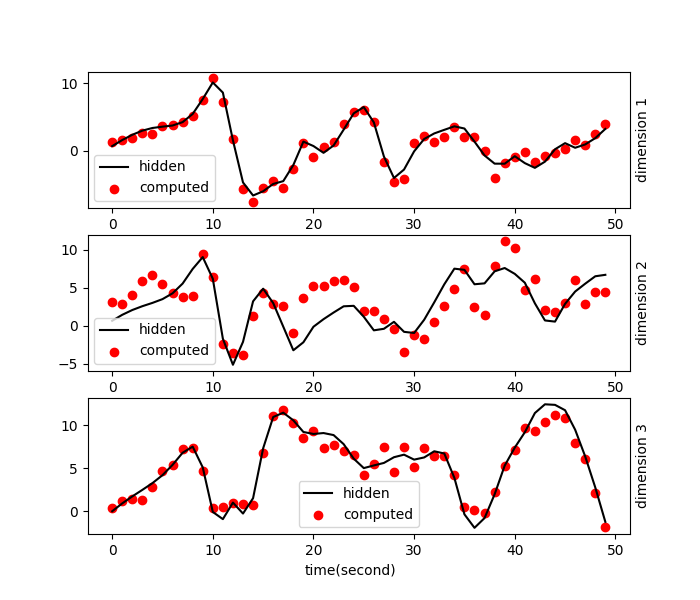 10
0
hidden
computed
0 10 20 30 40 50
dimension 1
10
5
0
−5
hidden
computed
0 10 20 30 40 50
dimension 2
10
5
0
hidden
computed
0 10 20 30 40 50
dimension 3
time(second)